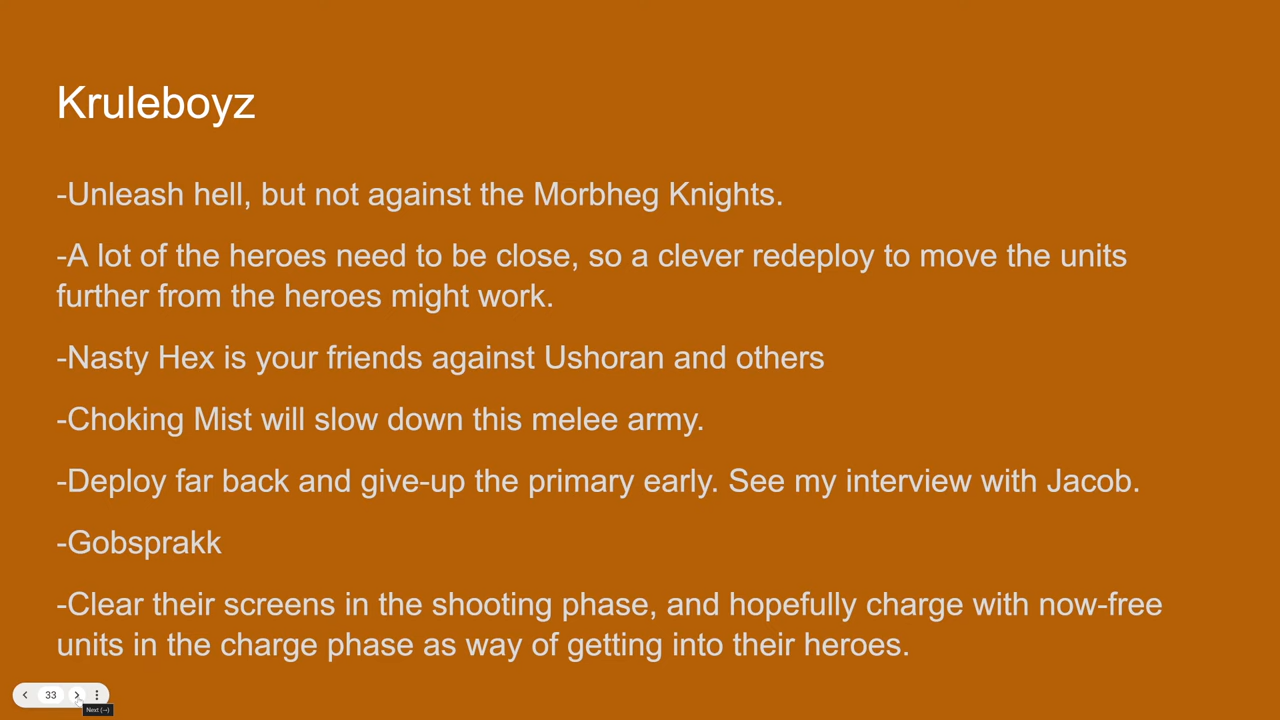 Kruleboyz
-Unleash hell, but not against the Morbheg Knights.
-A lot of the heroes need to be close, so a clever redeploy to move the units
further from the heroes might work.
-Nasty Hex is your friends against Ushoran and others
-Choking Mist will slow down this melee army.
-Deploy far back and give-up the primary early. See my interview with Jacob.
-Gobsprakk
-Clear their screens in the shooting phase, and hopefully charge with now-free
units in the charge phase as way of getting into their heroes.
33
Next (→)